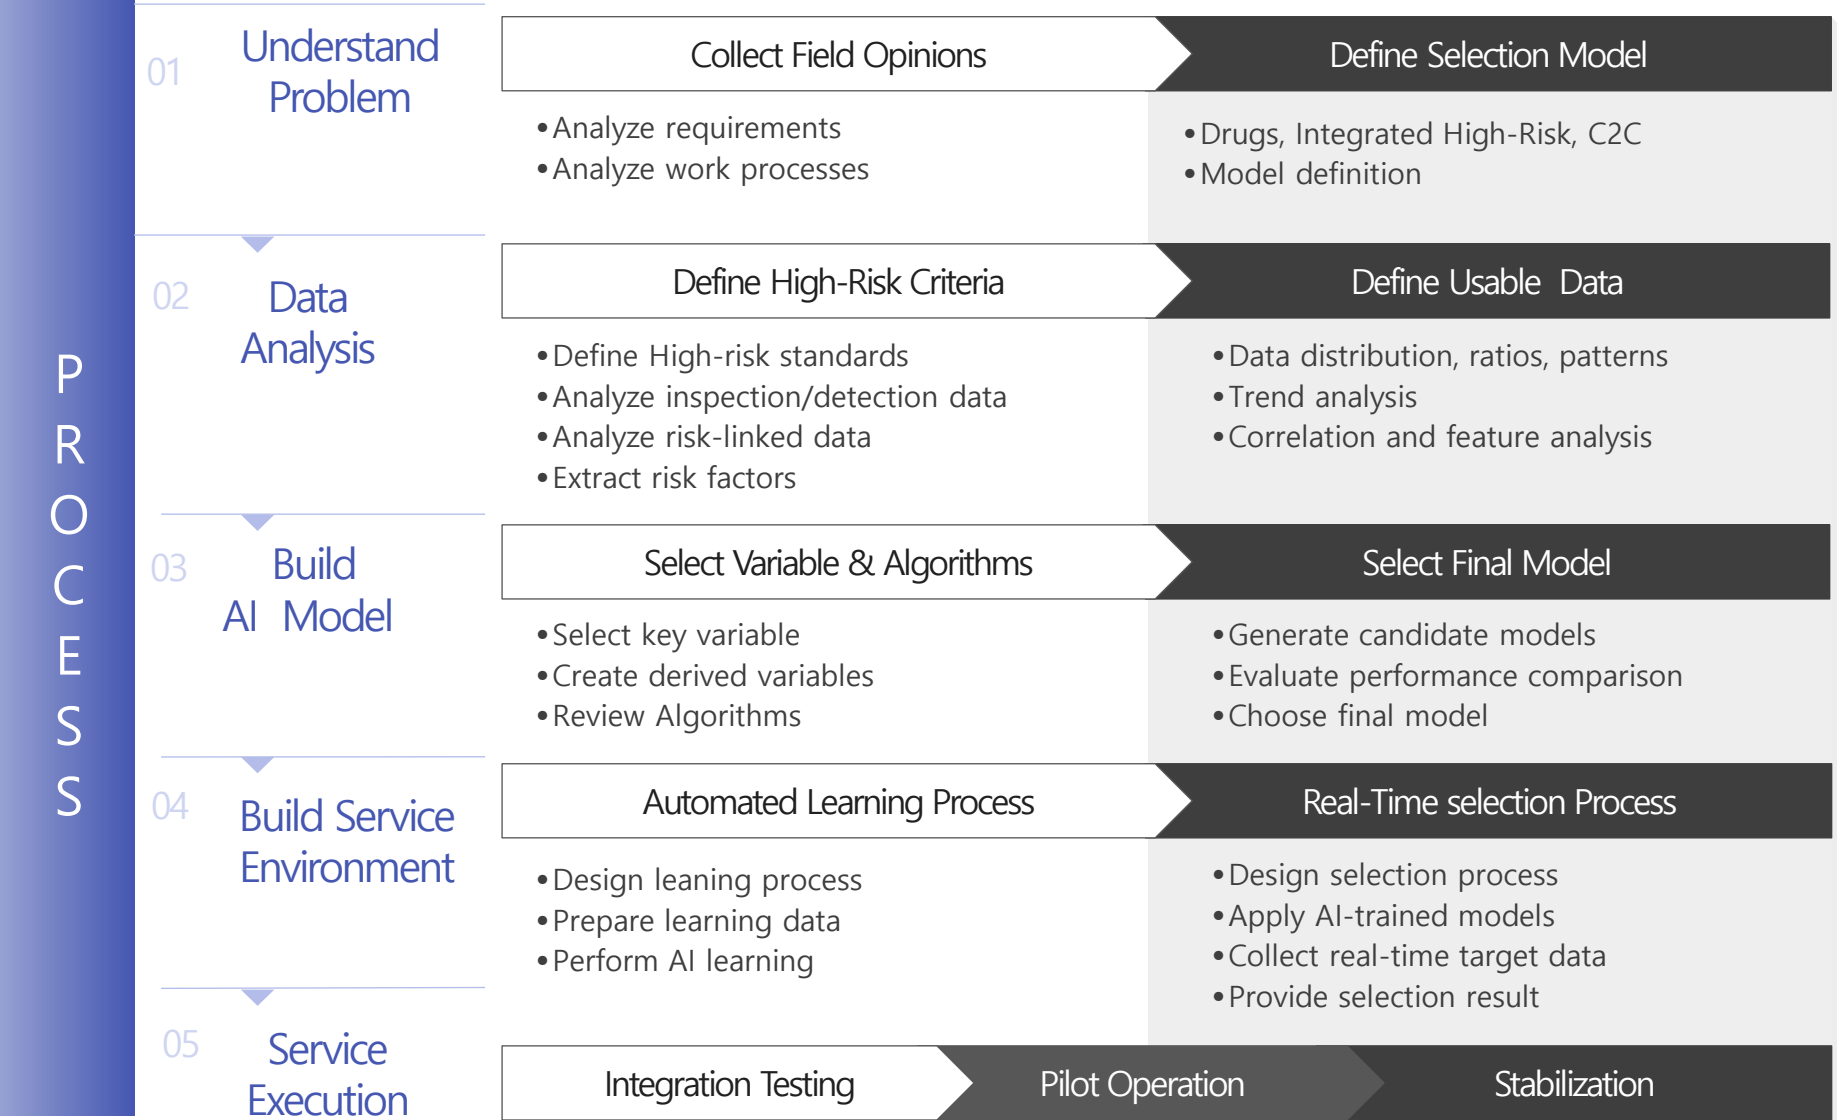 PROCESS
01
Understand
Problem
Collect Field Opinions
Define Selection Model
•Analyze requirements
•Analyze work processes
•Drugs, Integrated High-Risk, C2C
•Model definition
02
Data
Analysis
Define High-Risk Criteria
Define Usable Data
•Define High-risk standards
•Analyze inspection/detection data
•Analyze risk-linked data
•Extract risk factors
•Data distribution, ratios, patterns
•Trend analysis
•Correlation and feature analysis
03
Build
AI Model
Select Variable & Algorithms
Select Final Model
•Select key variable
•Create derived variables
•Review Algorithms
•Generate candidate models
•Evaluate performance comparison
•Choose final model
04
Build Service
Environment
Automated Learning Process
Real-Time selection Process
•Design leaning process
•Prepare learning data
•Perform AI learning
•Design selection process
•Apply AI-trained models
•Collect real-time target data
•Provide selection result
05
Service
Execution
Integration Testing
Pilot Operation
Stabilization